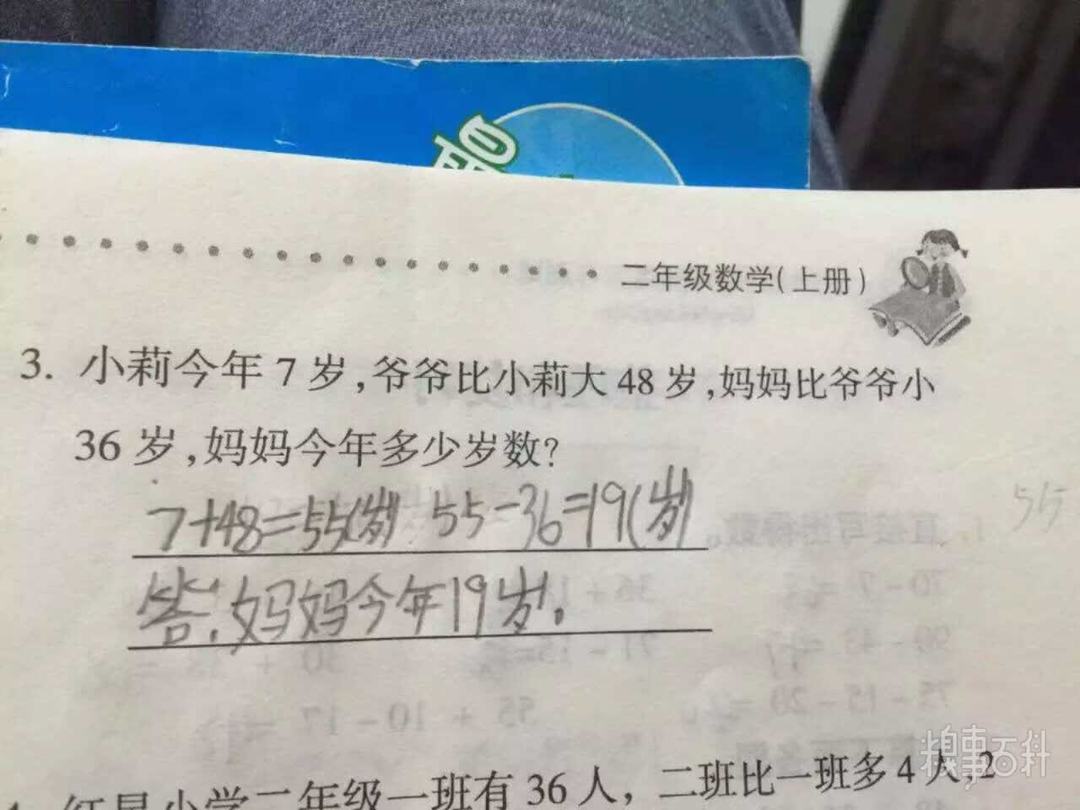 二年级数学(上册)
3. 小莉今年 7 岁,爷爷比小莉大 48 岁,妈妈比爷爷小
36 岁,妈妈今年多少岁数?
7+48=55(岁) 55-36=19(岁)
答:妈妈今年19岁。
55
红星小学二年级一班有 36 人,二班比一班多 4 人,2
糗事百科